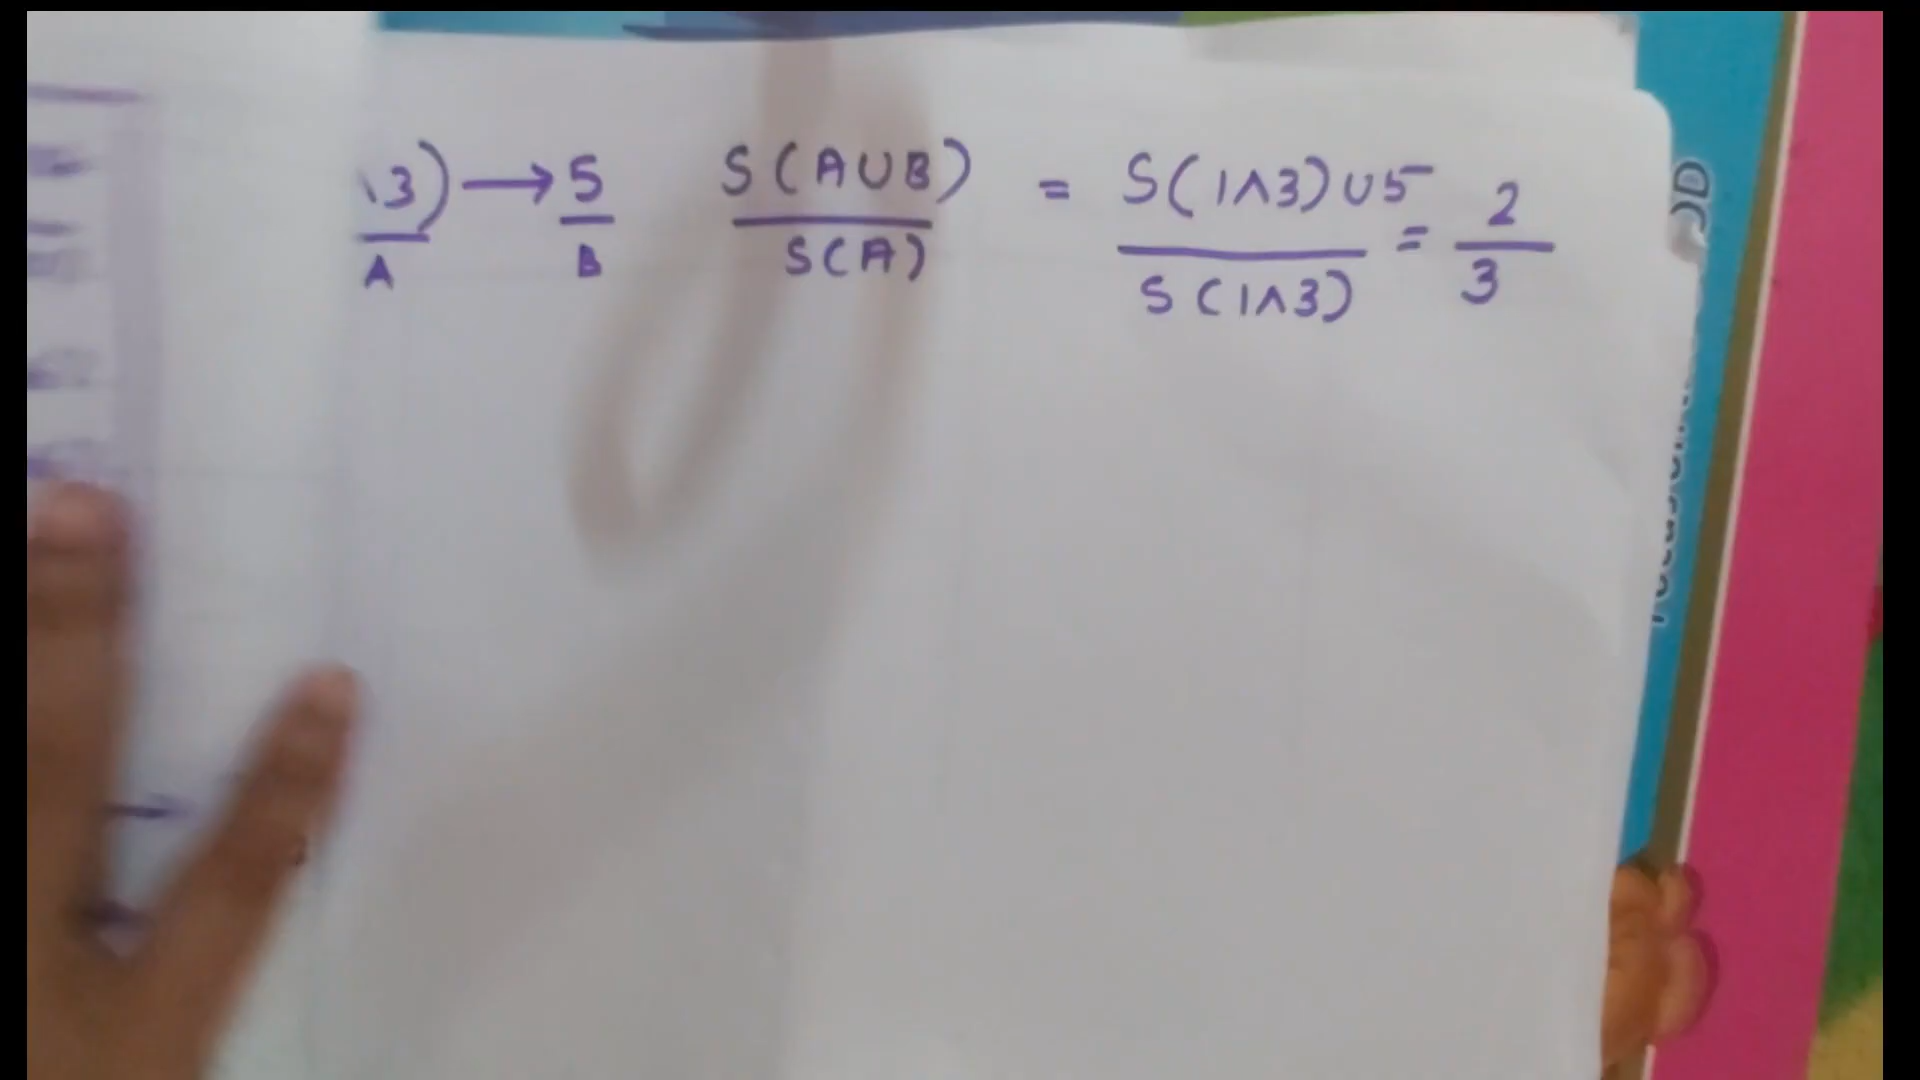 ∧3) → 5 S(A∪B) = S(1∧3)∪5 = 2
A B S(A) S(1∧3) 3